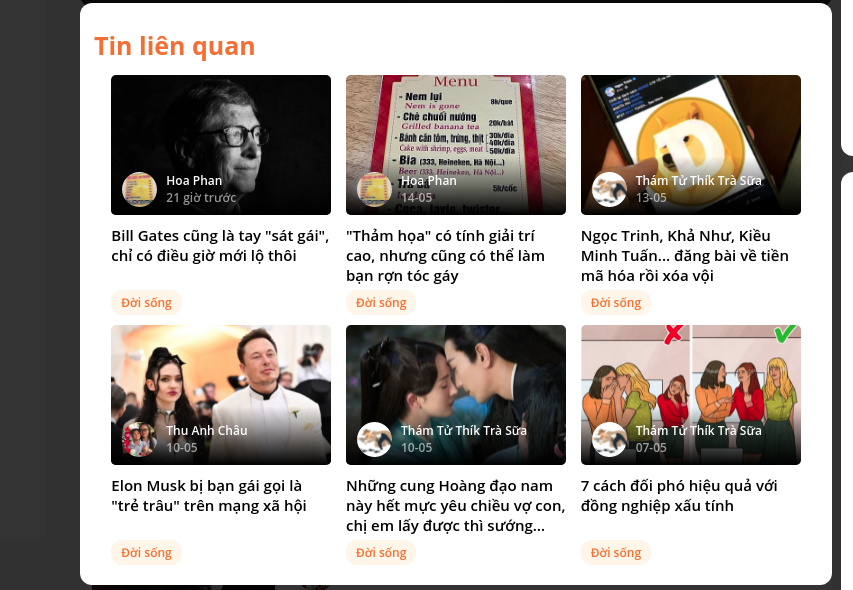 Tin liên quan
Hoa Phan
21 giờ trước
Bill Gates cũng là tay "sát gái",
chỉ có điều giờ mới lộ thôi
Đời sống
Menu
- Nem lụi 8k/que
Nem is gone
- Chè chuối nướng 20k/bát
Grilled banana tea
- Bánh căn tôm, trứng, thịt 30k/đĩa
40k/đĩa
Cake with shrimp, eggs, meat 50k/đĩa
- Bia (333, Heineken, Hà Nội...)
Beer (333, Heineken, Hà Nội...)
5k/cốc
Hoa Phan
14-05
"Thảm họa" có tính giải trí
cao, nhưng cũng có thể làm
bạn rợn tóc gáy
Đời sống
Thám Tử Thík Trà Sữa
13-05
Ngọc Trinh, Khả Như, Kiều
Minh Tuấn... đăng bài về tiền
mã hóa rồi xóa vội
Đời sống
Thu Anh Châu
10-05
Elon Musk bị bạn gái gọi là
"trẻ trâu" trên mạng xã hội
Đời sống
Thám Tử Thík Trà Sữa
10-05
Những cung Hoàng đạo nam
này hết mực yêu chiều vợ con,
chị em lấy được thì sướng...
Đời sống
Thám Tử Thík Trà Sữa
07-05
7 cách đối phó hiệu quả với
đồng nghiệp xấu tính
Đời sống